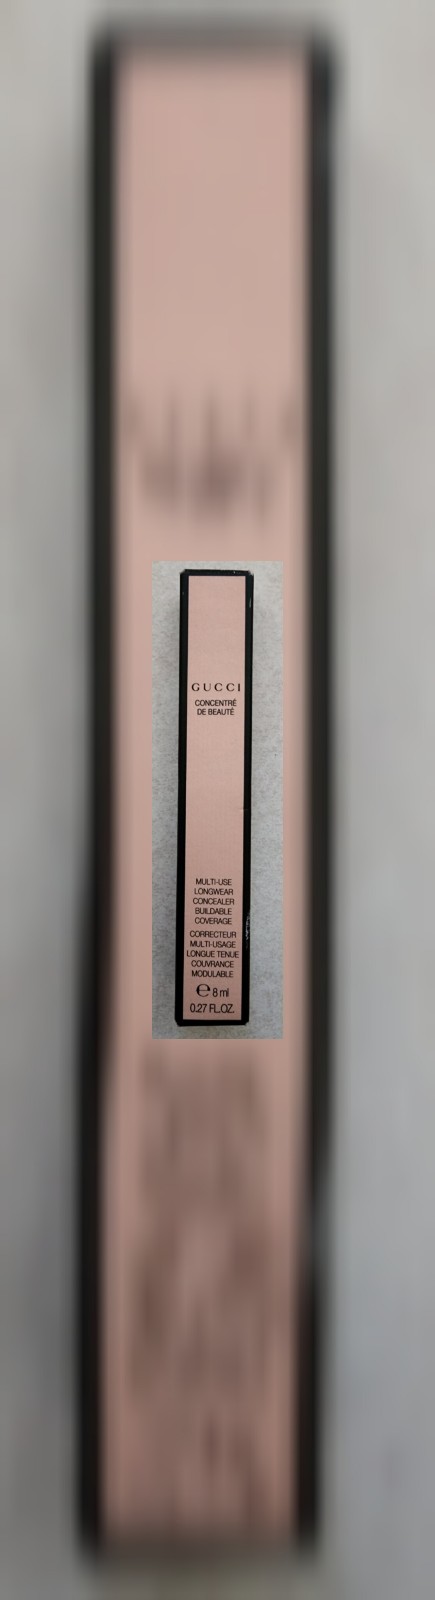 GUCCI
CONCENTRÉ
DE BEAUTÉ
MULTI-USE
LONGWEAR
CONCEALER
BUILDABLE
COVERAGE
CORRECTEUR
MULTI-USAGE
LONGUE TENUE
COUVRANCE
MODULABLE
℮ 8 ml
0.27 FL.OZ.